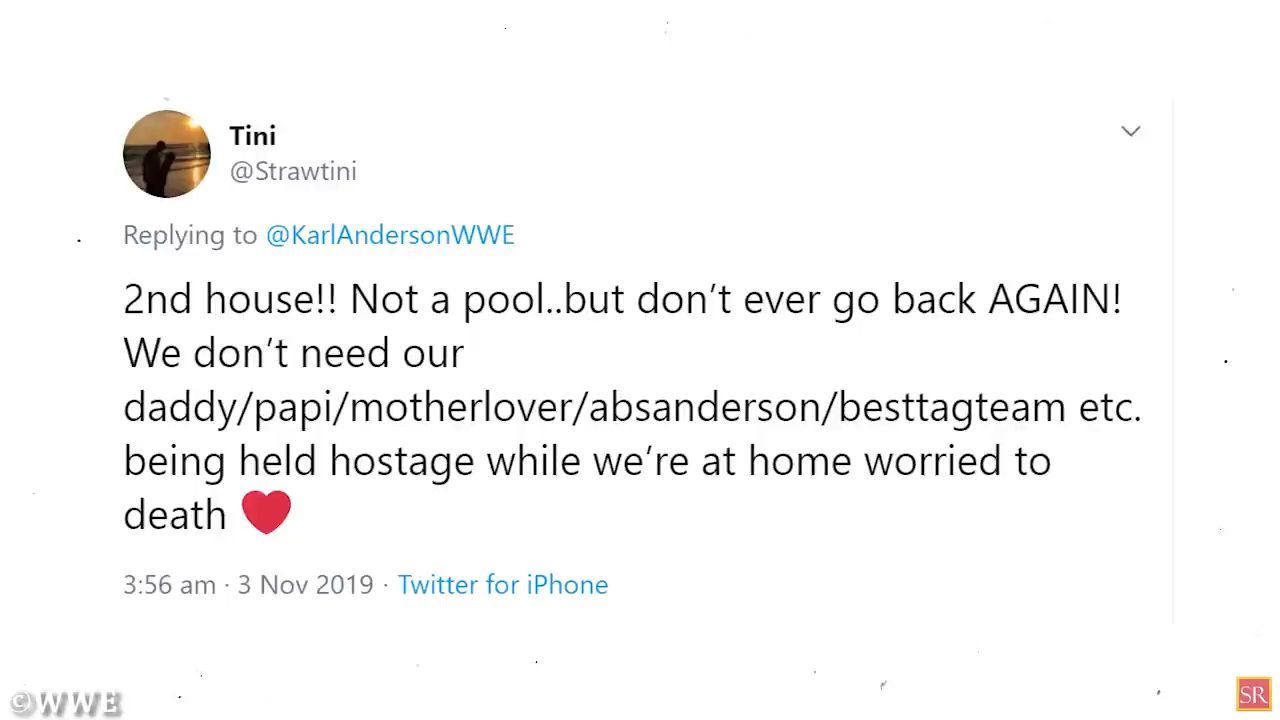 Tini
@Strawtini
Replying to @KarlAndersonWWE
2nd house!! Not a pool..but don’t ever go back AGAIN!
We don’t need our
daddy/papi/motherlover/absanderson/besttagteam etc.
being held hostage while we’re at home worried to
death ❤
3:56 am · 3 Nov 2019 · Twitter for iPhone
©WWE
SR